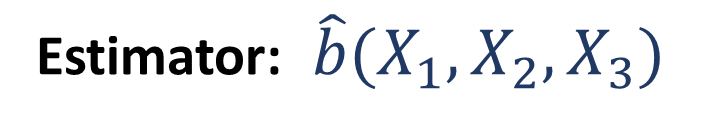 Estimator: b̂(X₁, X₂, X₃)